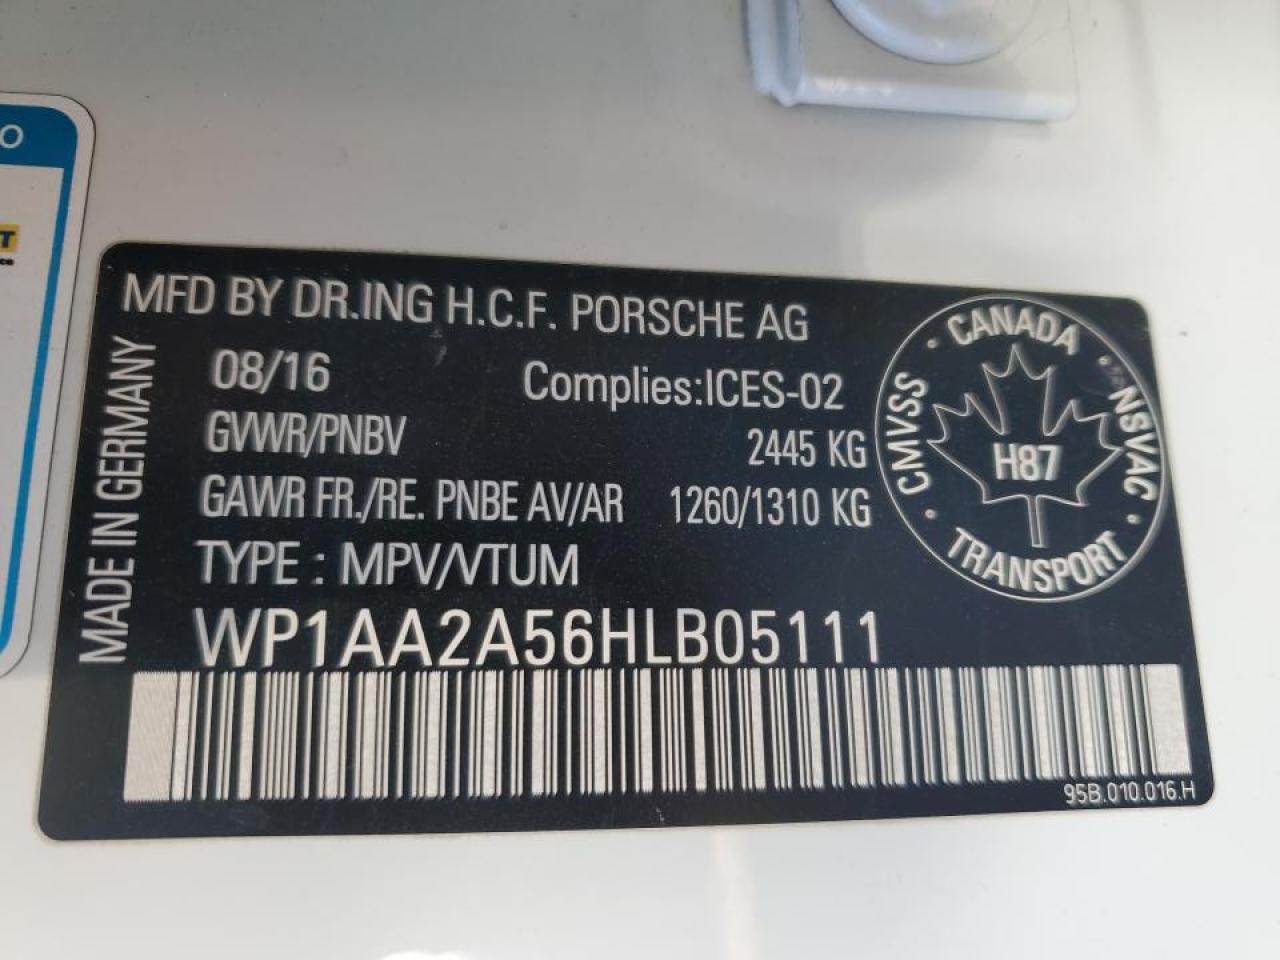 O
T
MFD BY DR.ING H.C.F. PORSCHE AG
08/16
Complies:ICES-02
GVWR/PNBV 2445 KG
GAWR FR./RE. PNBE AV/AR 1260/1310 KG
TYPE : MPV/VTUM
WP1AA2A56HLB05111
95B.010.016.H
MADE IN GERMANY
CANADA
CMVSS
NSVAC
H87
TRANSPORT